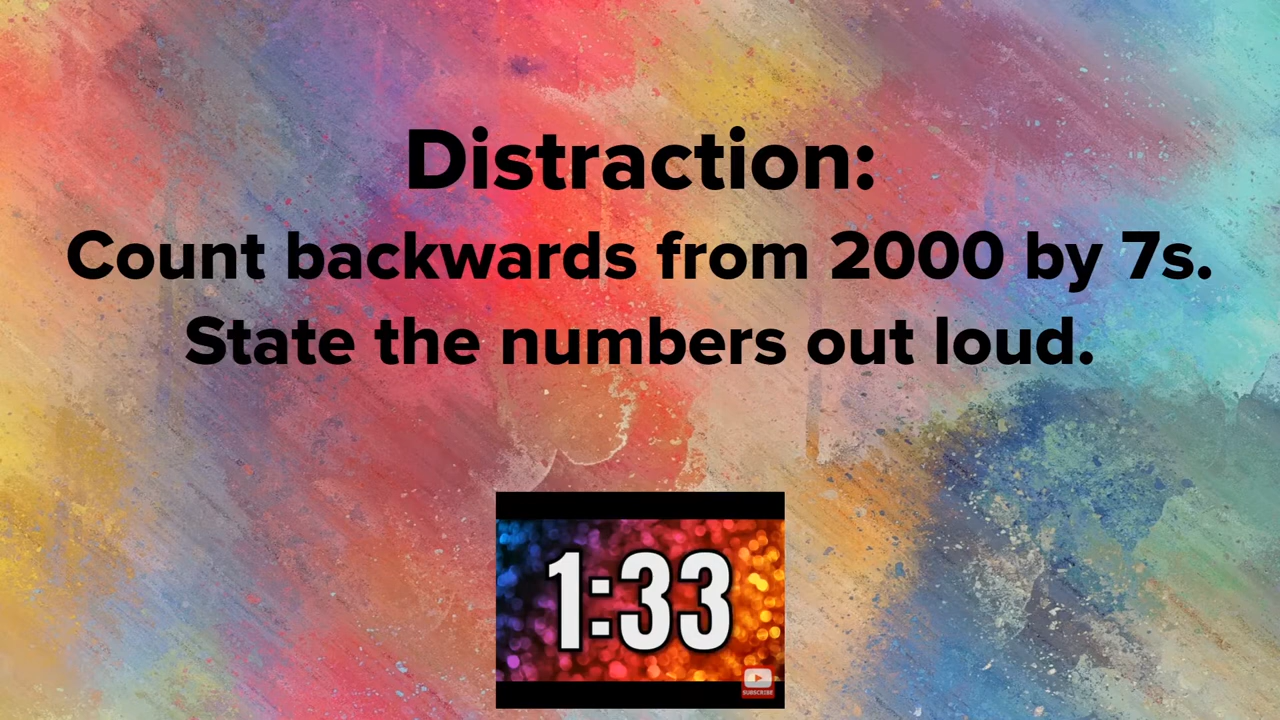 Distraction:
Count backwards from 2000 by 7s.
State the numbers out loud.
1:33
SUBSCRIBE